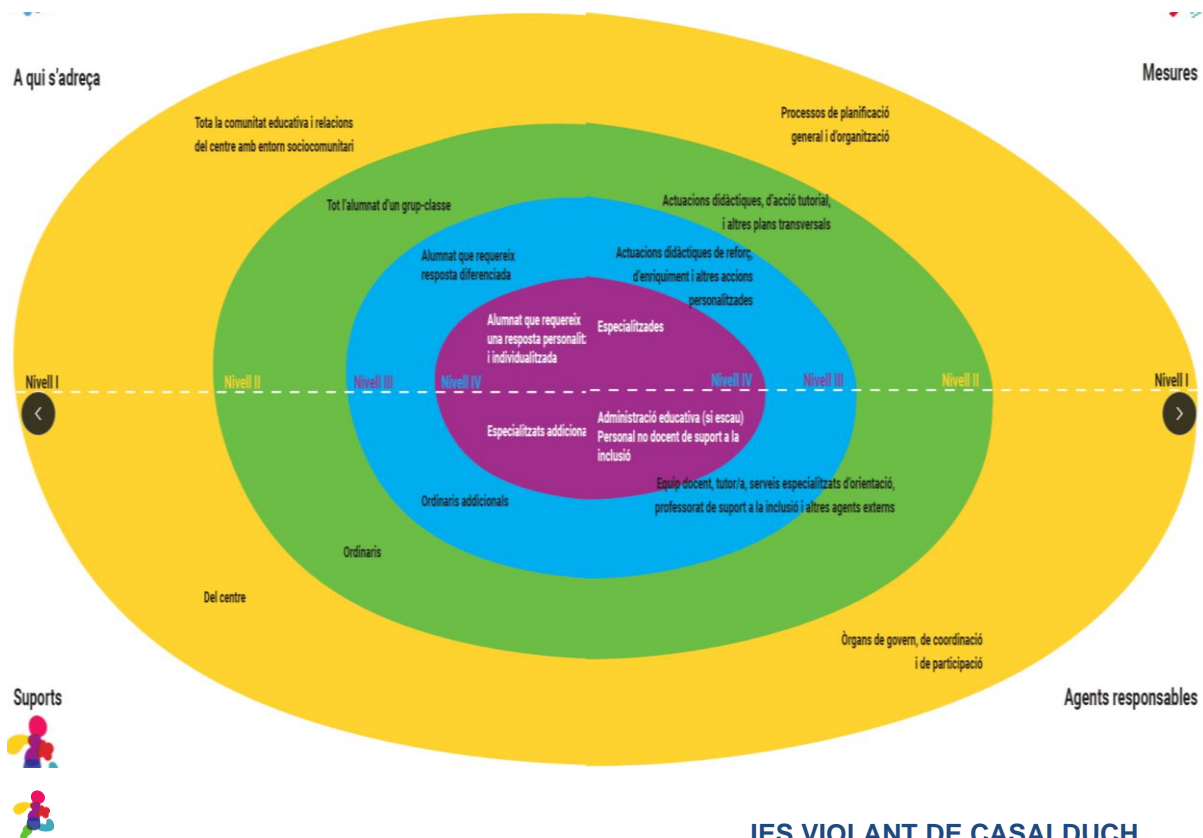 A qui s'adreça
Mesures
Tota la comunitat educativa i relacions
del centre amb entorn sociocomunitari
Processos de planificació
general i d'organització
Tot l'alumnat d'un grup-classe
Actuacions didàctiques, d'acció tutorial,
i altres plans transversals
Alumnat que requereix
resposta diferenciada
Actuacions didàctiques de reforç,
d'enriquiment i altres accions
personalitzades
Alumnat que requereix
una resposta personalit
i individualitzada
Especialitzades
Nivell I
Nivell II
Nivell III
Nivell IV
Nivell IV
Nivell III
Nivell II
Nivell I
Especialitzats addiciona
Administració educativa (si escau)
Personal no docent de suport a la
inclusió
Ordinaris addicionals
Equip docent, tutor/a, serveis especialitzats d'orientació,
professorat de suport a la inclusió i altres agents externs
Ordinaris
Del centre
Òrgans de govern, de coordinació
i de participació
Suports
Agents responsables
IES VIOLANT DE CASALDUCH